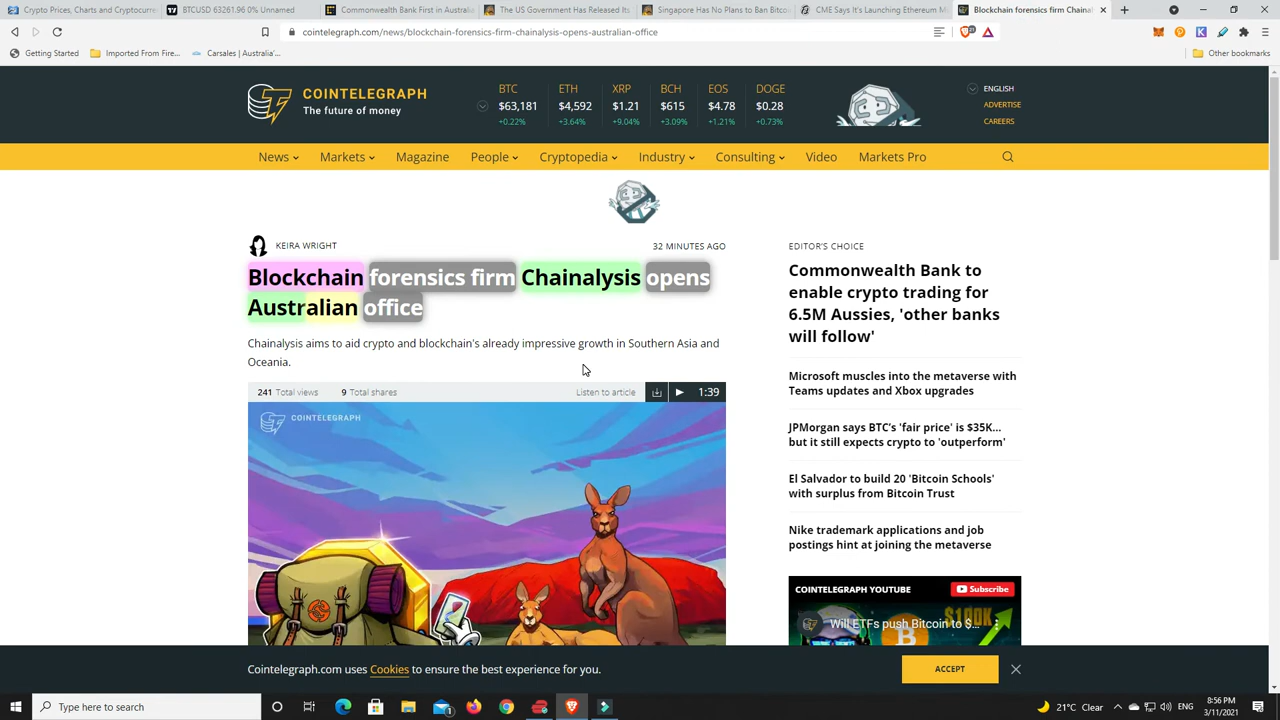 Crypto Prices, Charts and Cryptocurr
BTCUSD 63261.96 0% Unnamed
Commonwealth Bank First in Australia
The US Government Has Released Its
Singapore Has No Plans to Ban Bitcoin
CME Says It's Launching Ethereum M
Blockchain forensics firm Chainal
cointelegraph.com/news/blockchain-forensics-firm-chainalysis-opens-australian-office
Getting Started
Imported From Fire...
Carsales | Australia'...
Other bookmarks
COINTELEGRAPH
The future of money
BTC ETH XRP BCH EOS DOGE
$63,181 $4,592 $1.21 $615 $4.78 $0.28
+0.22% +3.64% +9.04% +3.09% +1.21% +0.73%
ENGLISH
ADVERTISE
CAREERS
News Markets Magazine People Cryptopedia Industry Consulting Video Markets Pro
KEIRA WRIGHT
32 MINUTES AGO
Blockchain forensics firm Chainalysis opens
Australian office
Chainalysis aims to aid crypto and blockchain's already impressive growth in Southern Asia and
Oceania.
241 Total views 9 Total shares Listen to article 1:39
COINTELEGRAPH
EDITOR'S CHOICE
Commonwealth Bank to
enable crypto trading for
6.5M Aussies, 'other banks
will follow'
Microsoft muscles into the metaverse with
Teams updates and Xbox upgrades
JPMorgan says BTC's 'fair price' is $35K...
but it still expects crypto to 'outperform'
El Salvador to build 20 'Bitcoin Schools'
with surplus from Bitcoin Trust
Nike trademark applications and job
postings hint at joining the metaverse
COINTELEGRAPH YOUTUBE
Subscribe
$100K
Will ETFs push Bitcoin to $...
Cointelegraph.com uses Cookies to ensure the best experience for you.
ACCEPT
Type here to search
21°C Clear
ENG
8:56 PM
3/11/2021